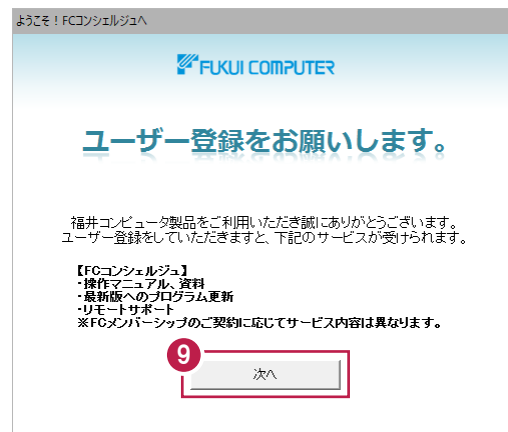 ようこそ!FCコンシェルジュへ
FUKUI COMPUTER
ユーザー登録をお願いします。
福井コンピュータ製品をご利用いただき誠にありがとうございます。
ユーザー登録をしていただきますと、下記のサービスが受けられます。
【FCコンシェルジュ】
・操作マニュアル、資料
・最新版へのプログラム更新
・リモートサポート
※FCメンバーシップのご契約に応じてサービス内容は異なります。
9
次へ